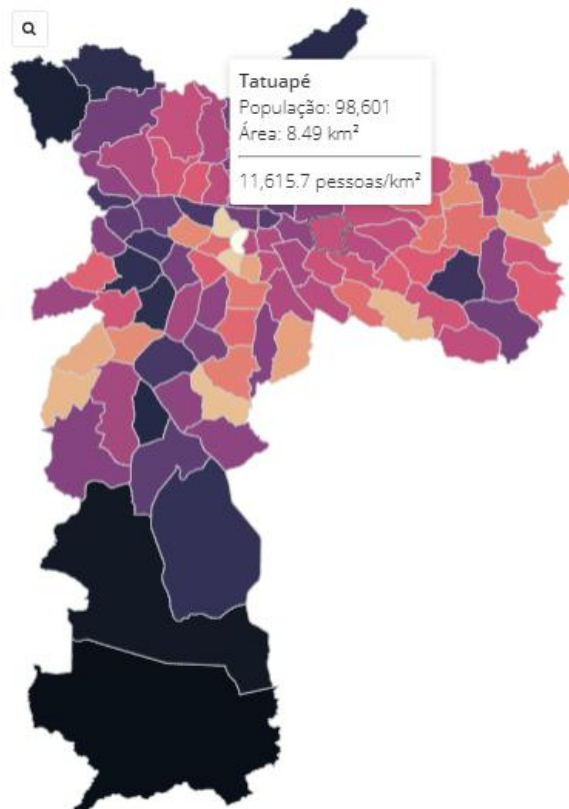 Tatuapé
População: 98,601
Área: 8.49 km²
11,615.7 pessoas/km²